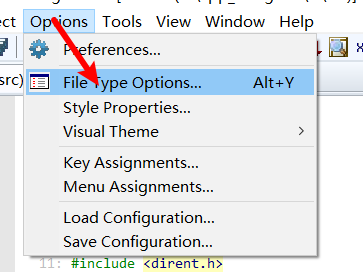 Options Tools View Window Help
Preferences...
src)
File Type Options... Alt+Y
Style Properties...
Visual Theme
Key Assignments...
Menu Assignments...
Load Configuration...
Save Configuration...
11: #include <dirent.h>